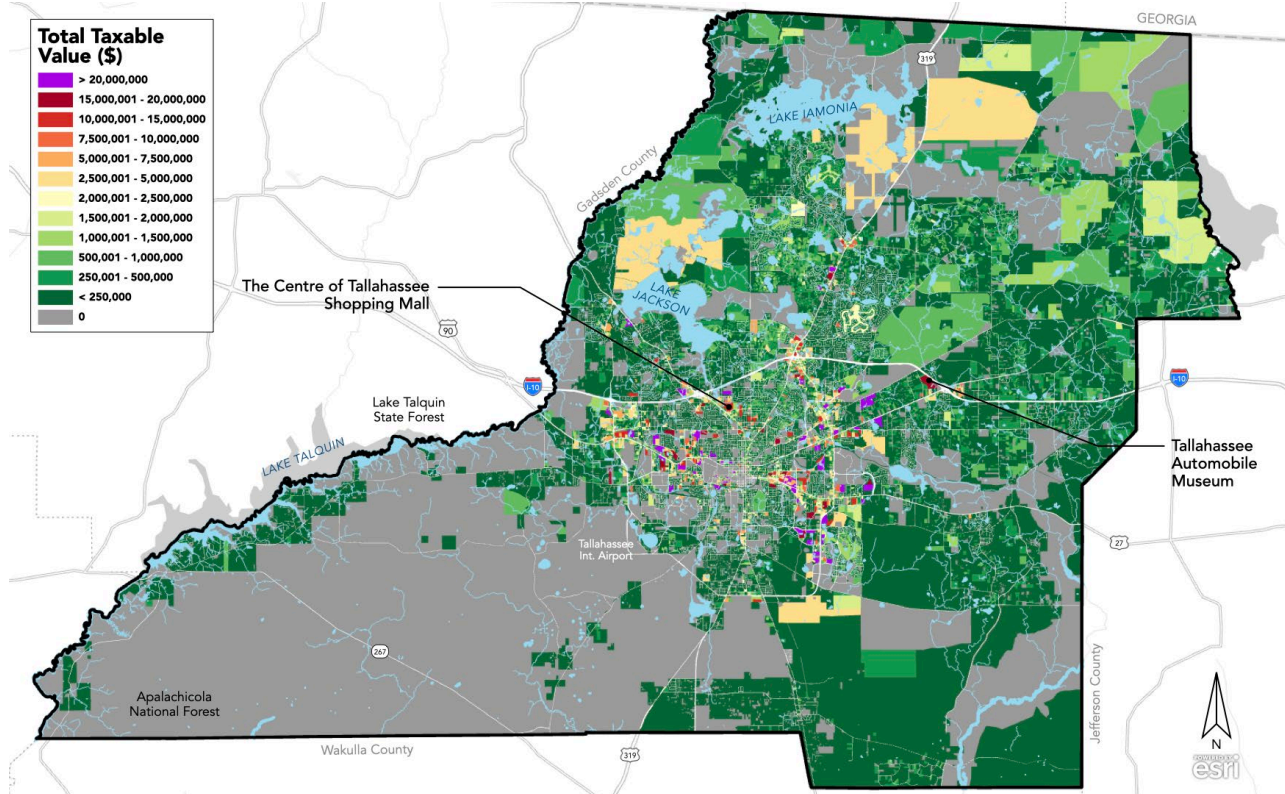 Total Taxable
Value ($)
> 20,000,000
15,000,001 - 20,000,000
10,000,001 - 15,000,000
7,500,001 - 10,000,000
5,000,001 - 7,500,000
2,500,001 - 5,000,000
2,000,001 - 2,500,000
1,500,001 - 2,000,000
1,000,001 - 1,500,000
500,001 - 1,000,000
250,001 - 500,000
< 250,000
0
GEORGIA
319
LAKE IAMONIA
Gadsden County
The Centre of Tallahassee
Shopping Mall
LAKE
JACKSON
90
I-10
I-10
Lake Talquin
State Forest
LAKE TALQUIN
Tallahassee
Automobile
Museum
Tallahassee
Int. Airport
27
267
Apalachicola
National Forest
Jefferson County
Wakulla County
319
N
POWERED BY
esri